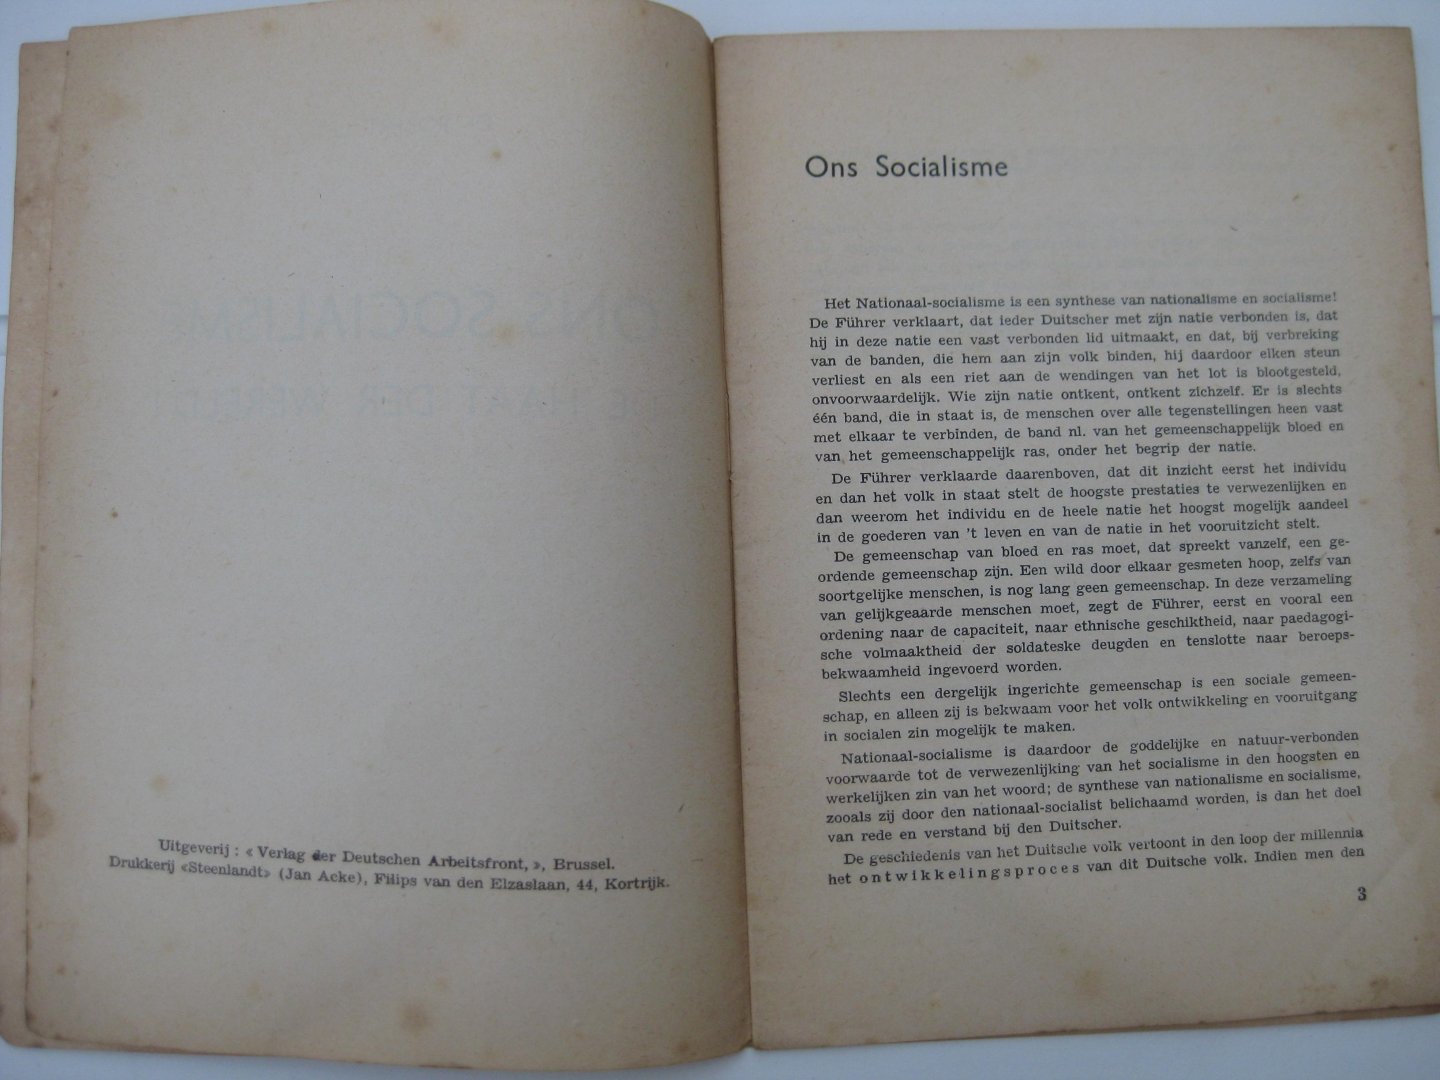 Uitgeverij : « Verlag der Deutschen Arbeitsfront, », Brussel.
Drukkerij «Steenlandt» (Jan Acke), Filips van den Elzaslaan, 44, Kortrijk.
Ons Socialisme
Het Nationaal-socialisme is een synthese van nationalisme en socialisme!
De Führer verklaart, dat ieder Duitscher met zijn natie verbonden is, dat
hij in deze natie een vast verbonden lid uitmaakt, en dat, bij verbreking
van de banden, die hem aan zijn volk binden, hij daardoor elken steun
verliest en als een riet aan de wendingen van het lot is blootgesteld,
onvoorwaardelijk. Wie zijn natie ontkent, ontkent zichzelf. Er is slechts
één band, die in staat is, de menschen over alle tegenstellingen heen vast
met elkaar te verbinden, de band nl. van het gemeenschappelijk bloed en
van het gemeenschappelijk ras, onder het begrip der natie.
De Führer verklaarde daarenboven, dat dit inzicht eerst het individu
en dan het volk in staat stelt de hoogste prestaties te verwezenlijken en
dan weerom het individu en de heele natie het hoogst mogelijk aandeel
in de goederen van 't leven en van de natie in het vooruitzicht stelt.
De gemeenschap van bloed en ras moet, dat spreekt vanzelf, een ge-
ordende gemeenschap zijn. Een wild door elkaar gesmeten hoop, zelfs van
soortgelijke menschen, is nog lang geen gemeenschap. In deze verzameling
van gelijkgeaarde menschen moet, zegt de Führer, eerst en vooral een
ordening naar de capaciteit, naar ethnische geschiktheid, naar paedagogi-
sche volmaaktheid der soldateske deugden en tenslotte naar beroeps-
bekwaamheid ingevoerd worden.
Slechts een dergelijk ingerichte gemeenschap is een sociale gemeen-
schap, en alleen zij is bekwaam voor het volk ontwikkeling en vooruitgang
in socialen zin mogelijk te maken.
Nationaal-socialisme is daardoor de goddelijke en natuur-verbonden
voorwaarde tot de verwezenlijking van het socialisme in den hoogsten en
werkelijken zin van het woord; de synthese van nationalisme en socialisme,
zooals zij door den nationaal-socialist belichaamd worden, is dan het doel
van rede en verstand bij den Duitscher.
De geschiedenis van het Duitsche volk vertoont in den loop der millennia
het ontwikkelingsproces van dit Duitsche volk. Indien men den
3